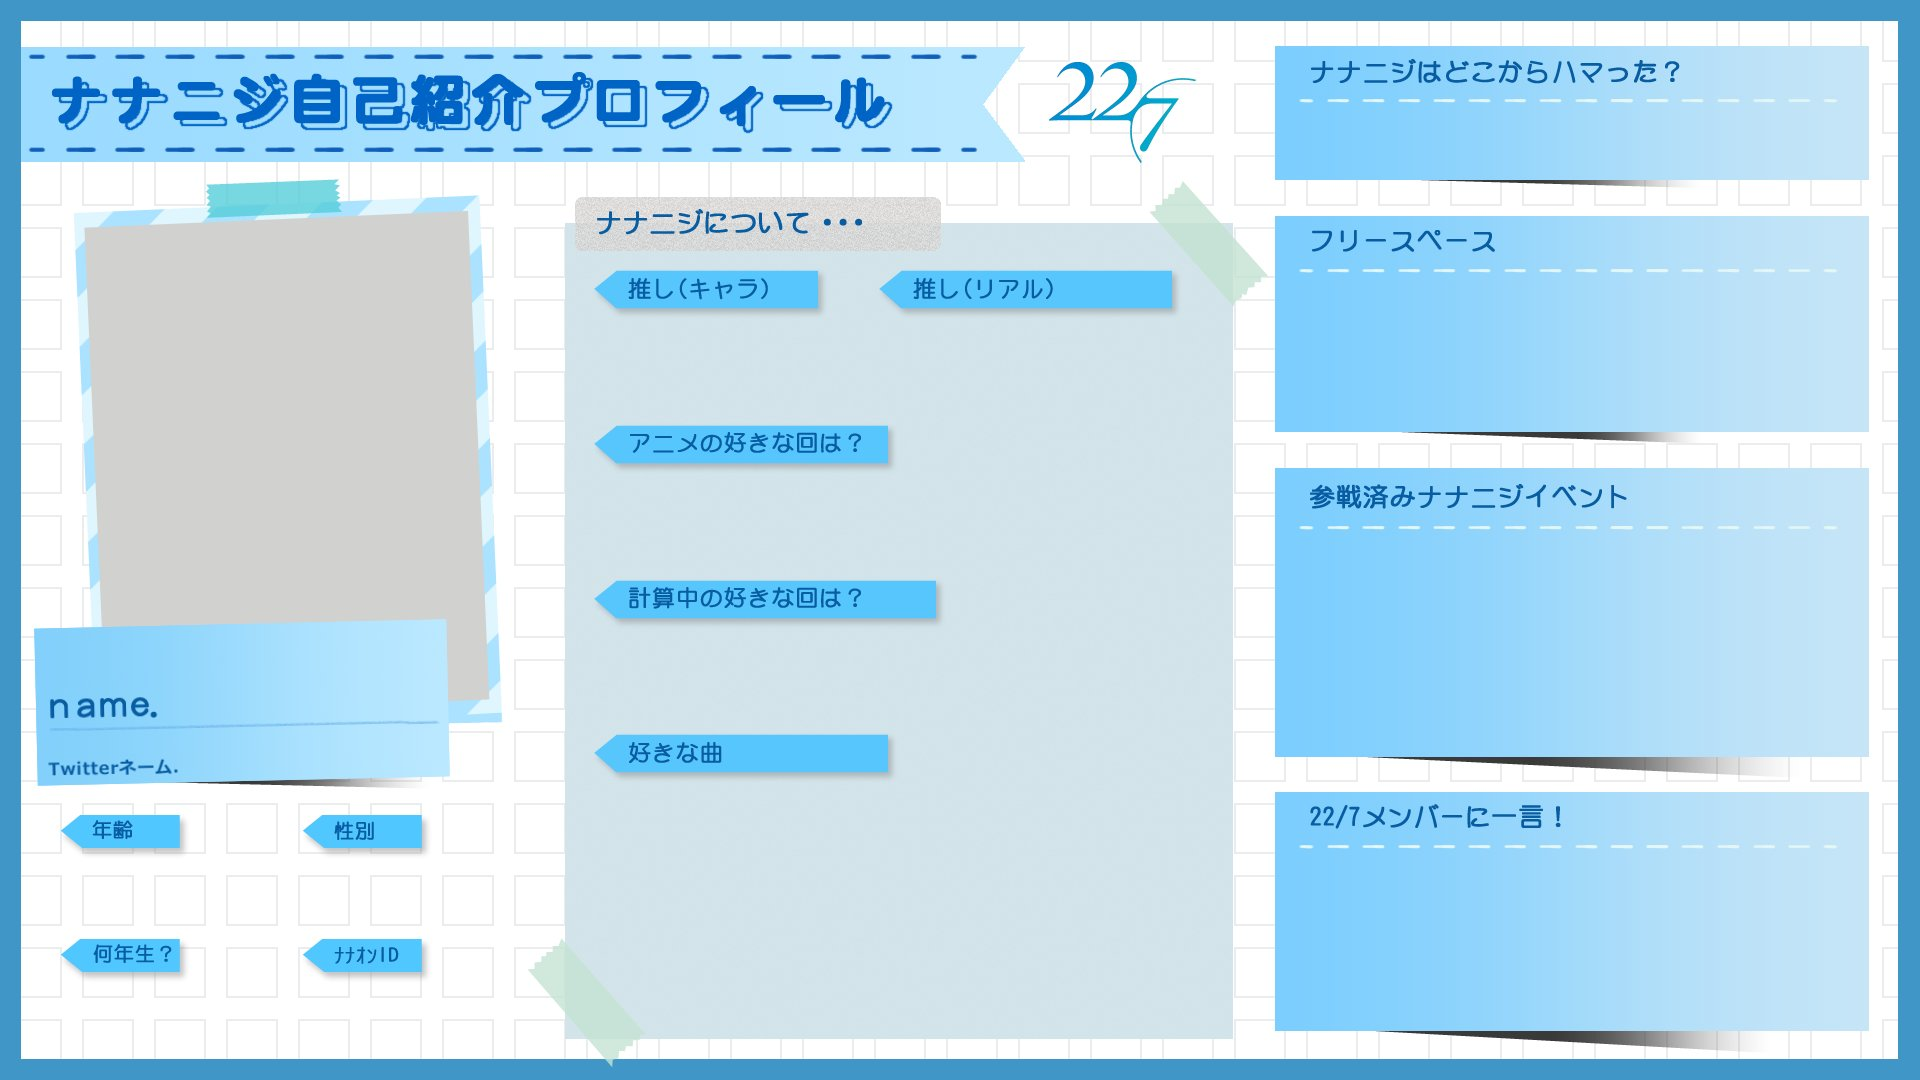 ナナニジ自己紹介プロフィール
22/7
name.
Twitterネーム.
年齢
性別
何年生？
ﾅﾅｵﾝID
ナナニジについて・・・
推し(キャラ)
推し(リアル)
アニメの好きな回は？
計算中の好きな回は？
好きな曲
ナナニジはどこからハマった？
フリースペース
参戦済みナナニジイベント
22/7メンバーに一言！